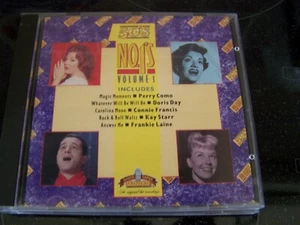 50's
NO.1'S
VOLUME 1
INCLUDES
Magic Moments ■ Perry Como
Whatever Will Be Will Be ■ Doris Day
Carolina Moon ■ Connie Francis
Rock & Roll Waltz ■ Kay Starr
Answer Me ■ Frankie Laine